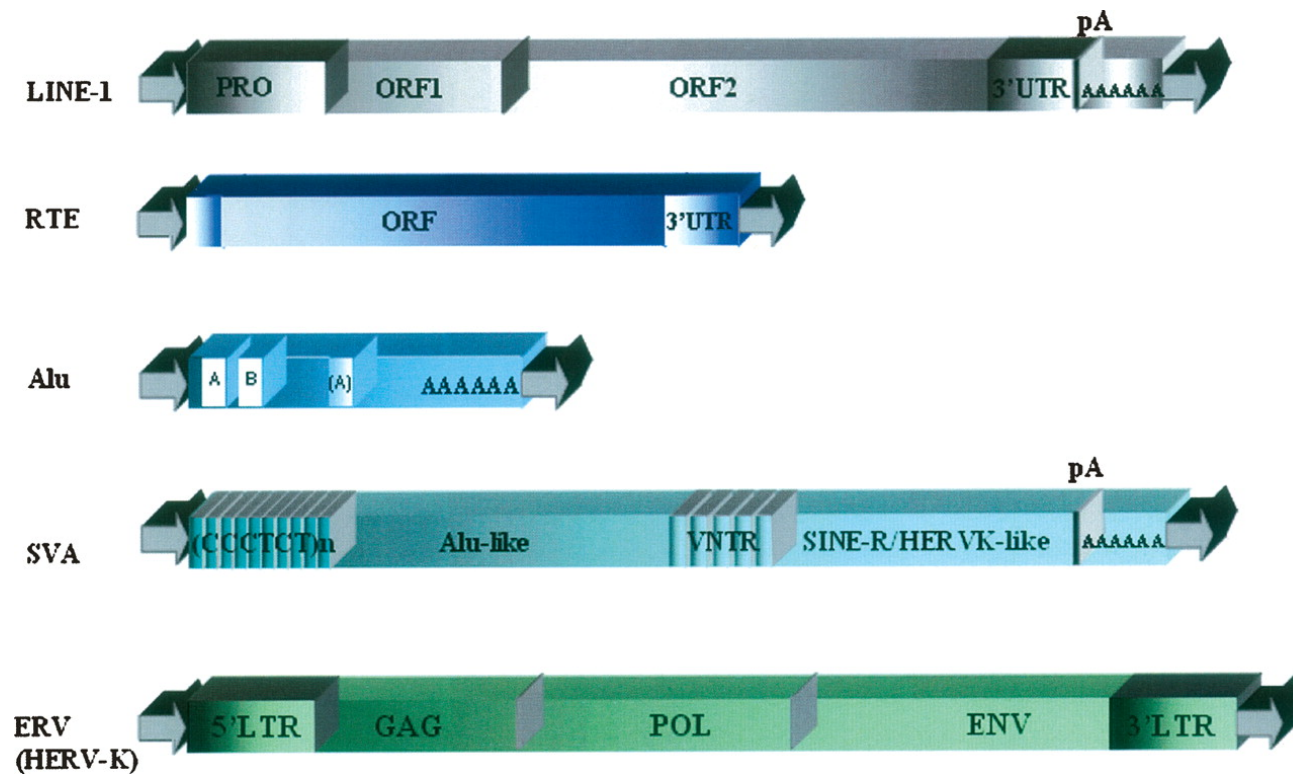 pA
LINE-1 PRO ORF1 ORF2 3'UTR AAAAAA
RTE ORF 3'UTR
Alu A B (A) AAAAAA
pA
SVA (CCCTCT)n Alu-like VNTR SINE-R/HERVK-like AAAAAA
ERV 5'LTR GAG POL ENV 3'LTR
(HERV-K)